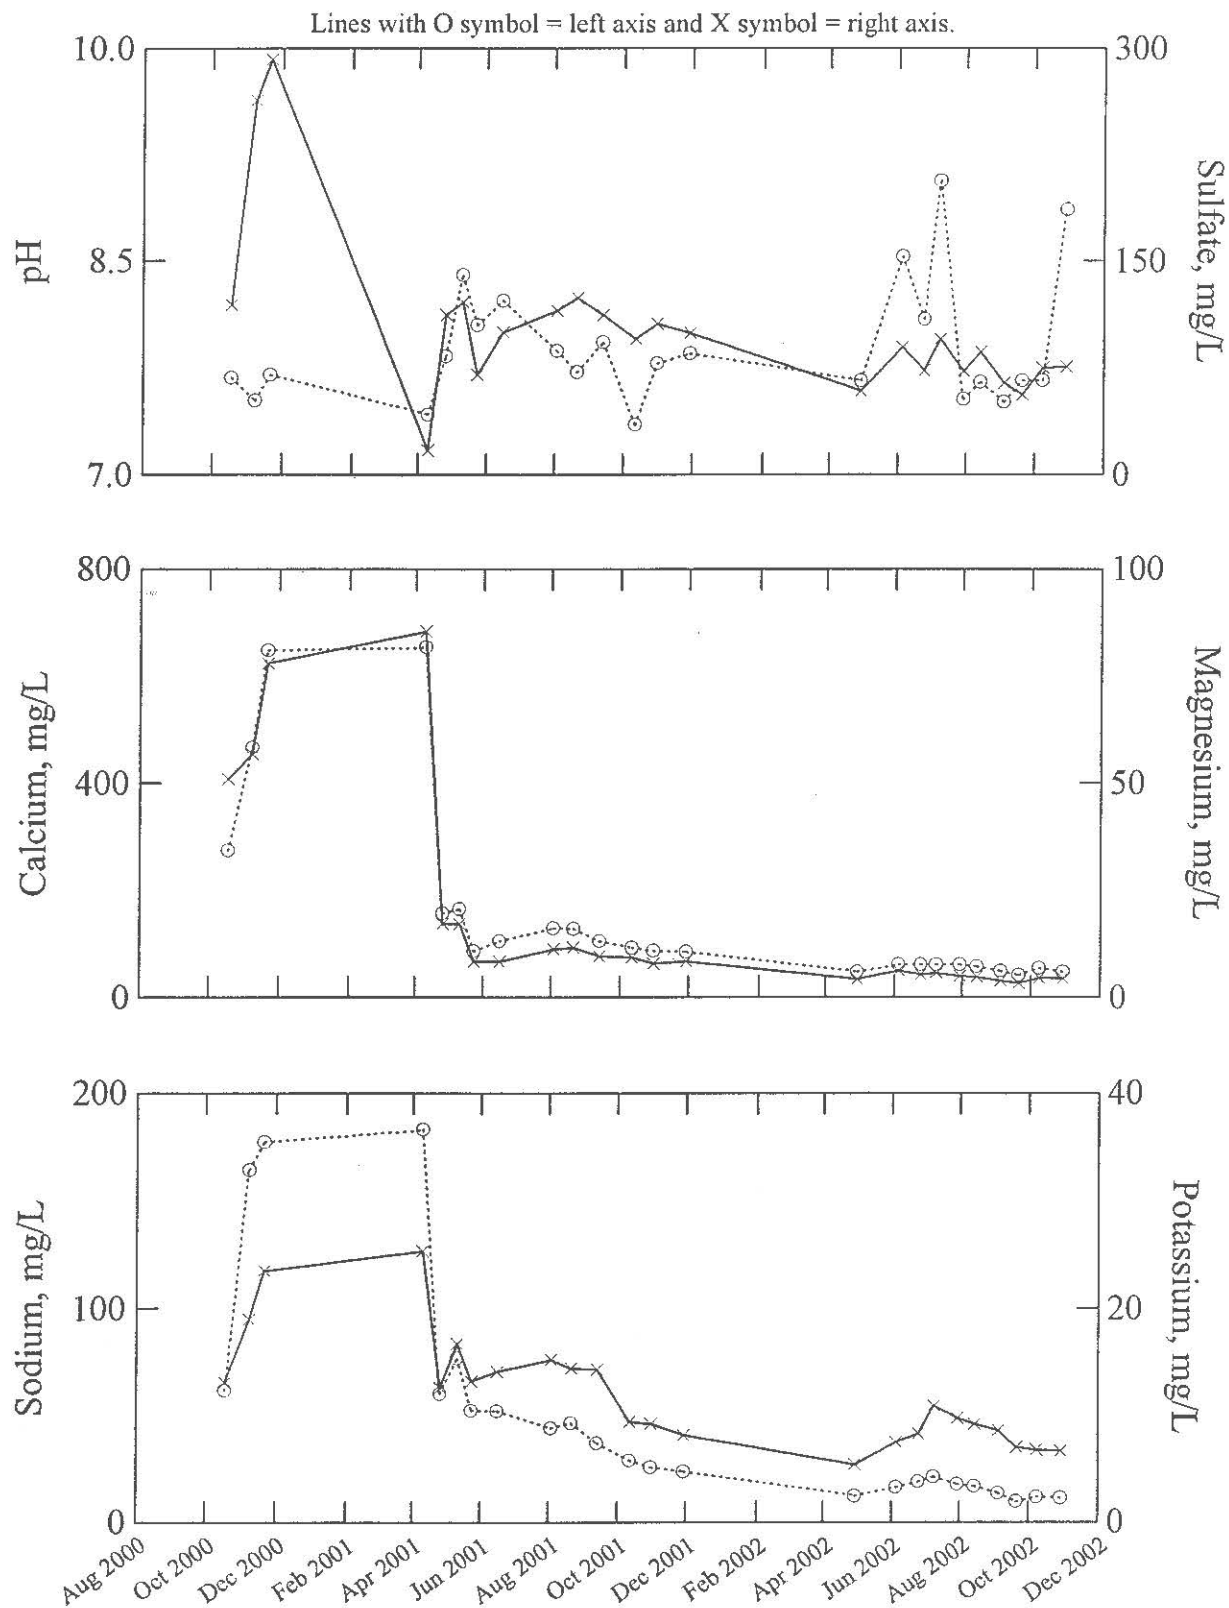 Lines with O symbol = left axis and X symbol = right axis.
10.0
300
pH
8.5
150
Sulfate, mg/L
7.0
0
800
100
Calcium, mg/L
400
50
Magnesium, mg/L
0
0
200
40
Sodium, mg/L
100
20
Potassium, mg/L
0
0
Aug 2000
Oct 2000
Dec 2000
Feb 2001
Apr 2001
Jun 2001
Aug 2001
Oct 2001
Dec 2001
Feb 2002
Apr 2002
Jun 2002
Aug 2002
Oct 2002
Dec 2002